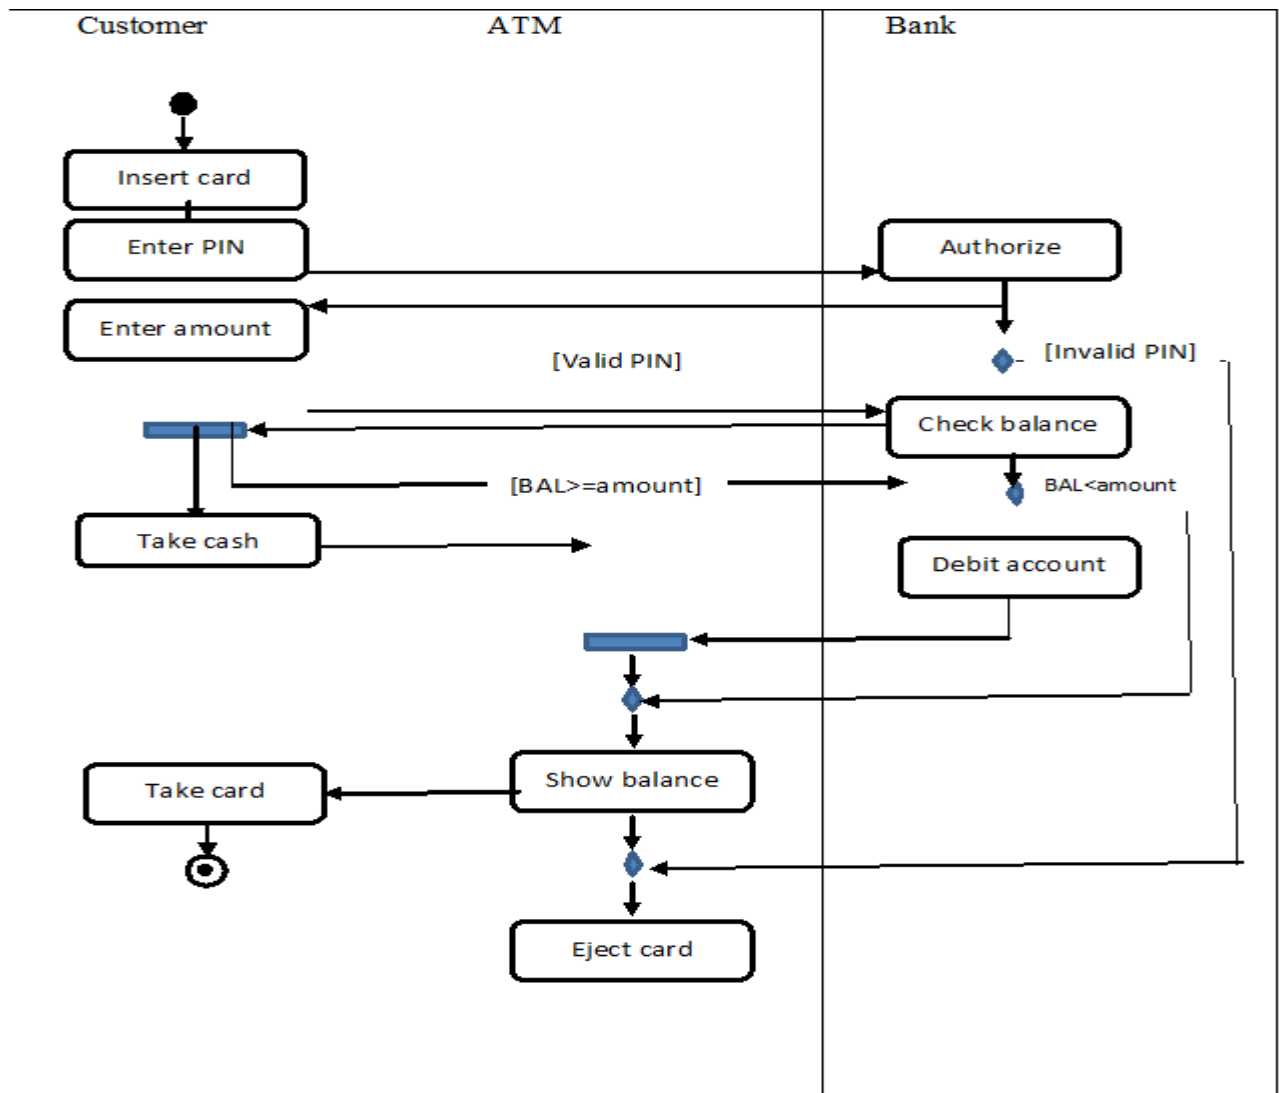 Customer ATM Bank
Insert card
Enter PIN Authorize
Enter amount
[Valid PIN] [Invalid PIN]
Check balance
[BAL>=amount] BAL<amount
Take cash
Debit account
Show balance
Take card
Eject card